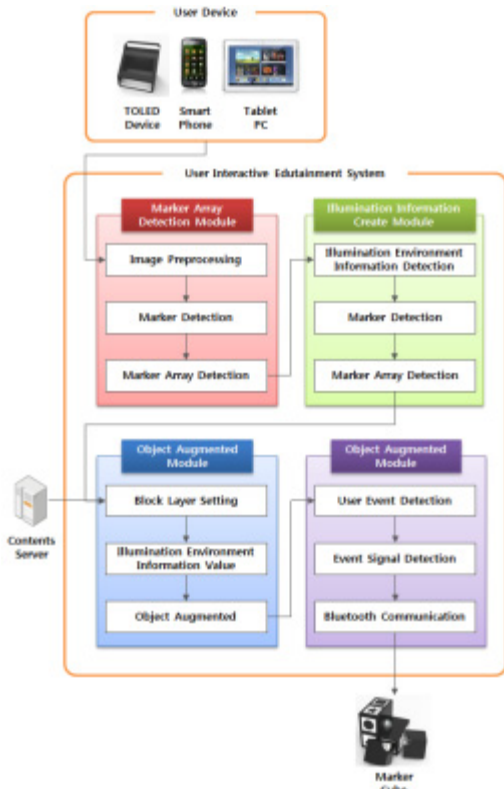 User Device
TOLED
Device
Smart
Phone
Tablet
PC
User Interactive Edutainment System
Marker Array
Detection Module
Image Preprocessing
Marker Detection
Marker Array Detection
Illumination Information
Create Module
Illumination Environment
Information Detection
Marker Detection
Marker Array Detection
Contents
Server
Object Augmented
Module
Block Layer Setting
Illumination Environment
Information Value
Object Augmented
Object Augmented
Module
User Event Detection
Event Signal Detection
Bluetooth Communication
Marker
Cube